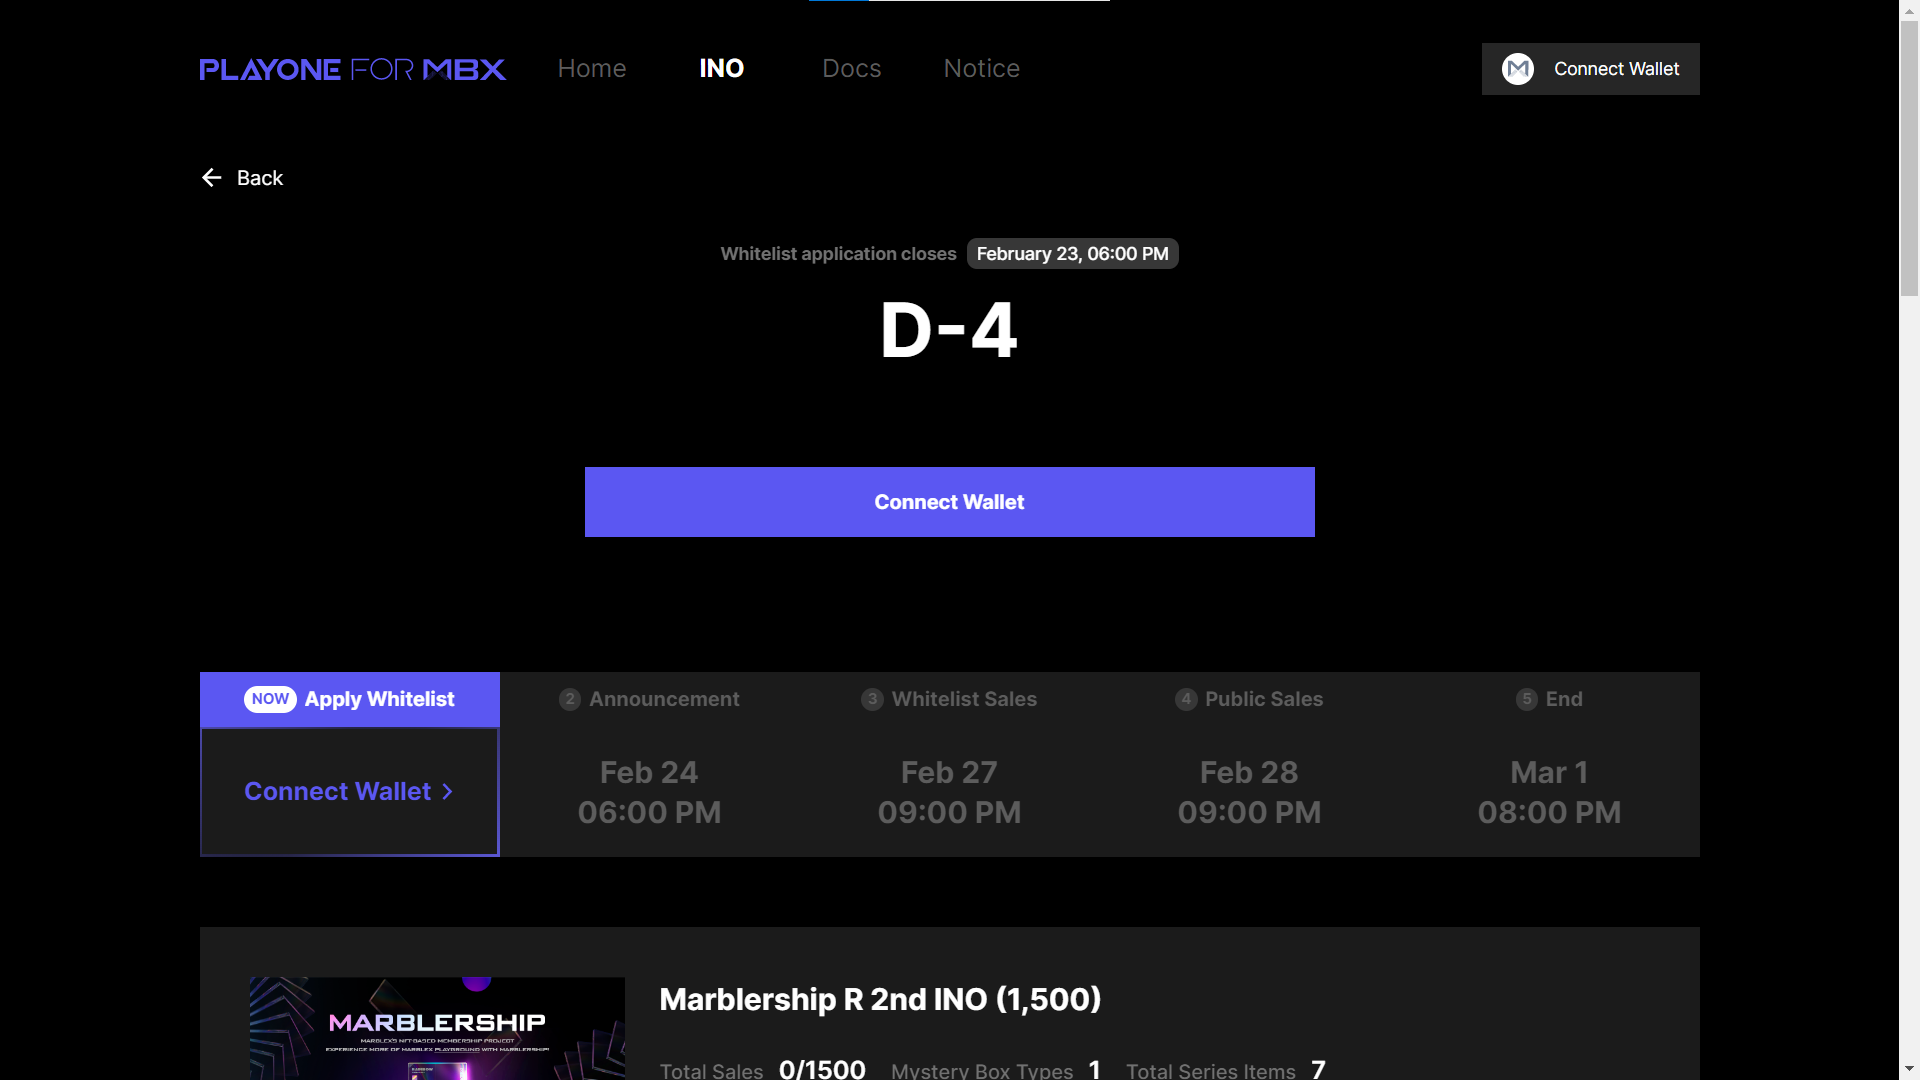 PLAYONE FOR MBX
Home
INO
Docs
Notice
Connect Wallet
Back
Whitelist application closes February 23, 06:00 PM
D-4
Connect Wallet
NOW Apply Whitelist
Connect Wallet
2 Announcement
Feb 24
06:00 PM
3 Whitelist Sales
Feb 27
09:00 PM
4 Public Sales
Feb 28
09:00 PM
5 End
Mar 1
08:00 PM
MARBLERSHIP
MARBLEX'S NFT-BASED MEMBERSHIP PROJECT
EXPERIENCE MORE OF MARBLEX PLAYGROUND WITH MARBLERSHIP!
Marblership R 2nd INO (1,500)
Total Sales 0/1500 Mystery Box Types 1 Total Series Items 7